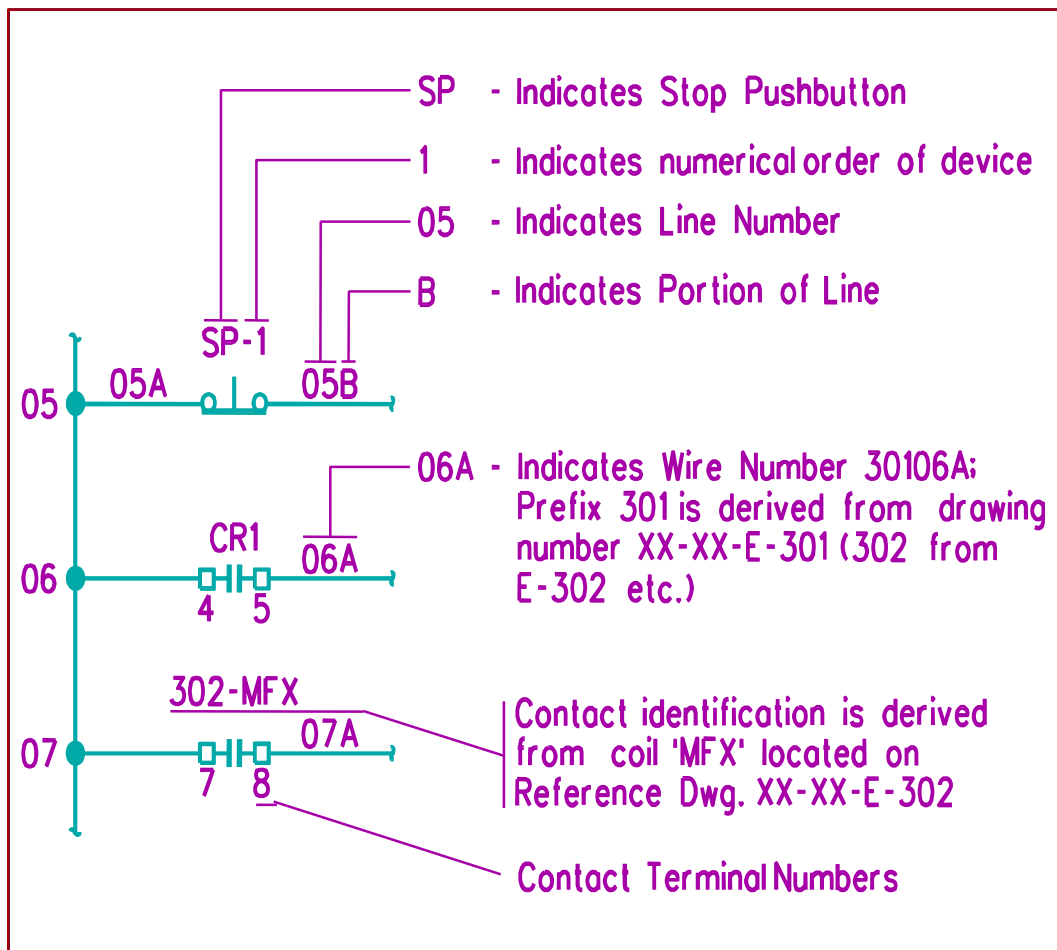 SP - Indicates Stop Pushbutton
1 - Indicates numerical order of device
05 - Indicates Line Number
B - Indicates Portion of Line
SP-1
05 05A 05B
06A - Indicates Wire Number 30106A;
Prefix 301 is derived from drawing
number XX-XX-E-301 (302 from
E-302 etc.)
CR1
06 06A
4 5
302-MFX
07 07A
7 8
Contact identification is derived
from coil 'MFX' located on
Reference Dwg. XX-XX-E-302
Contact Terminal Numbers